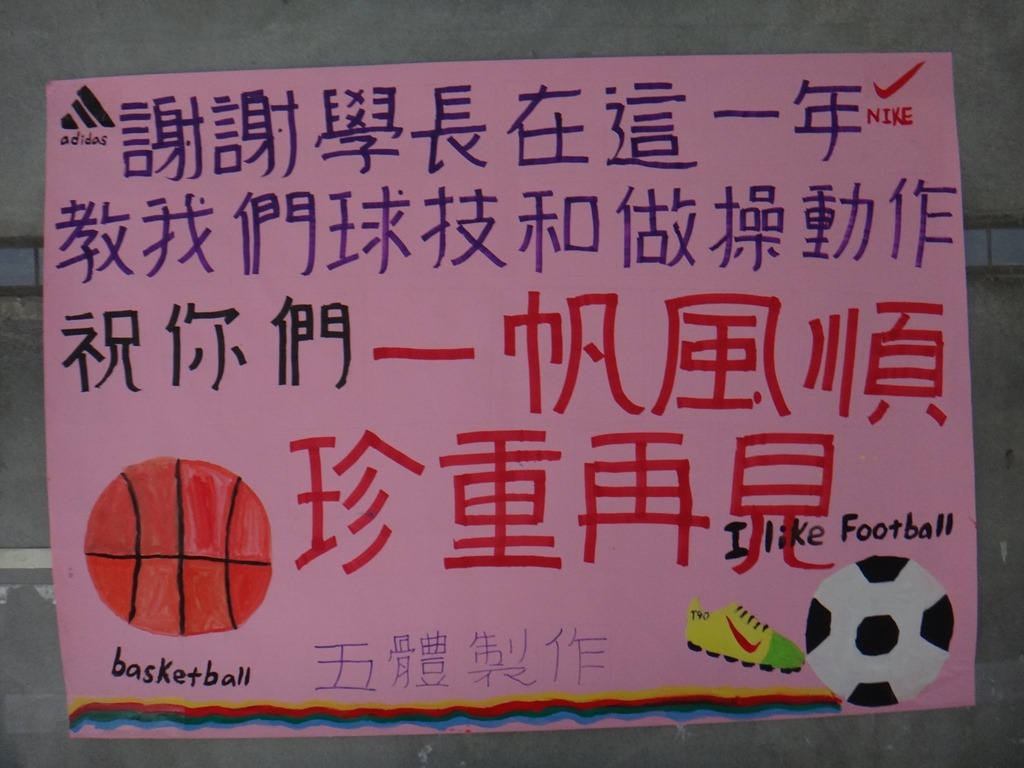 adidas
謝謝學長在這一年
NIKE
教我們球技和做操動作
祝你們一帆風順
珍重再見
I like Football
T90
basketball
五體製作